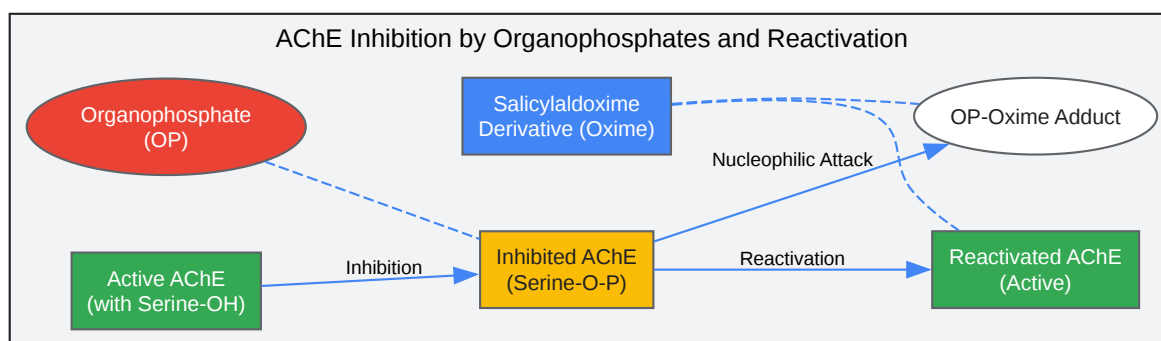 AChE Inhibition by Organophosphates and Reactivation
Organophosphate
(OP)
Salicylaldoxime
Derivative (Oxime)
OP-Oxime Adduct
Nucleophilic Attack
Active AChE
(with Serine-OH)
Inhibition
Inhibited AChE
(Serine-O-P)
Reactivation
Reactivated AChE
(Active)